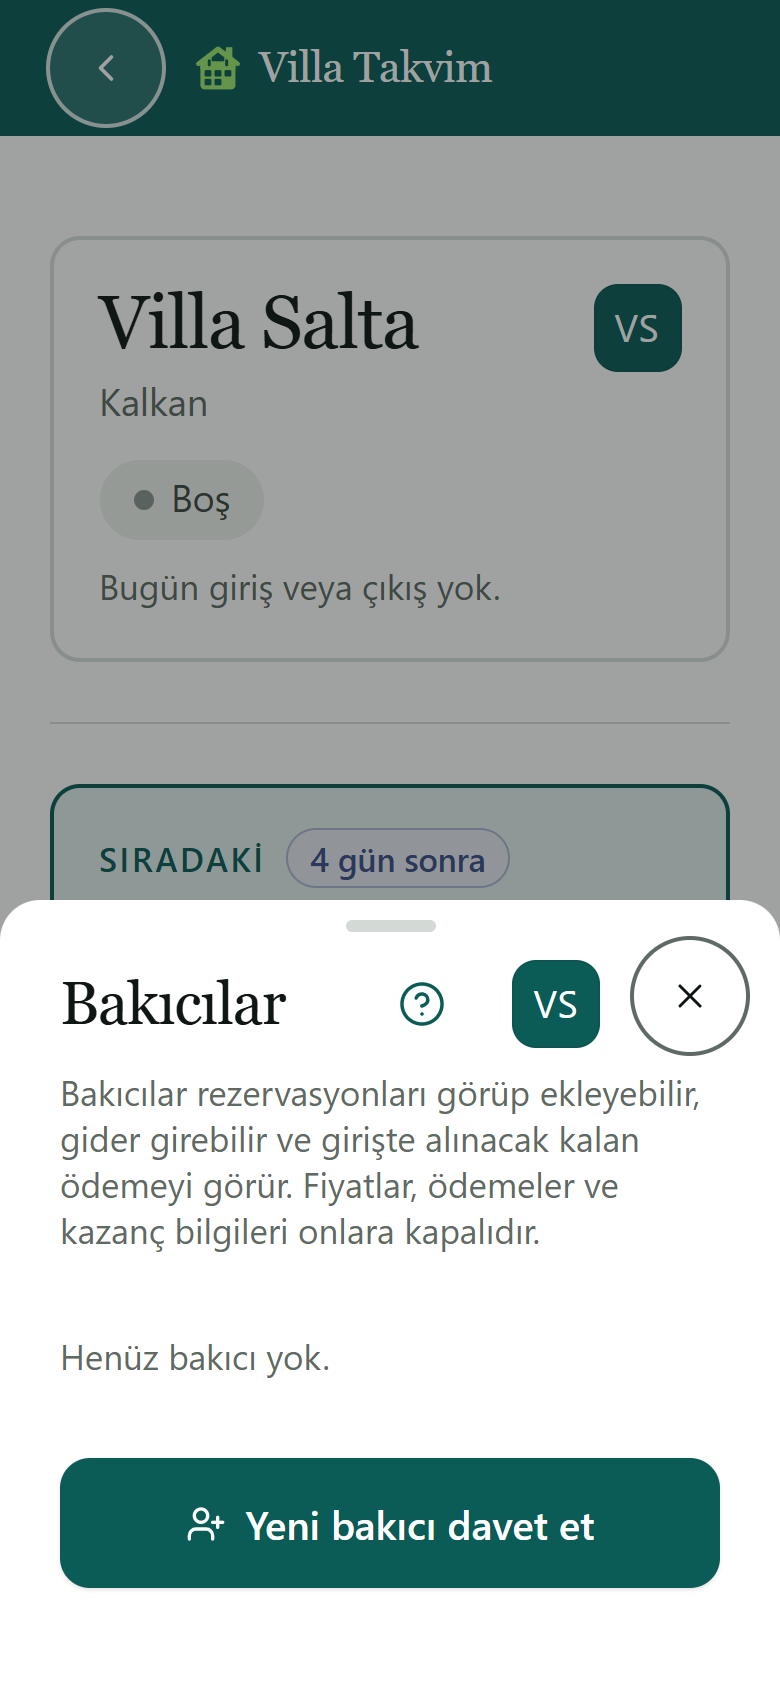 Villa Takvim
Villa Salta
VS
Kalkan
Boş
Bugün giriş veya çıkış yok.
SIRADAKİ
4 gün sonra
Bakıcılar
?
VS
Bakıcılar rezervasyonları görüp ekleyebilir,
gider girebilir ve girişte alınacak kalan
ödemeyi görür. Fiyatlar, ödemeler ve
kazanç bilgileri onlara kapalıdır.
Henüz bakıcı yok.
Yeni bakıcı davet et